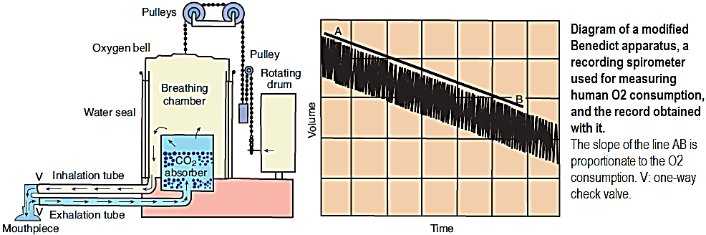 Pulleys
Oxygen bell
Pulley
Rotating
drum
Breathing
chamber
Water seal
CO2
absorber
V
Inhalation tube
V
Exhalation tube
Mouthpiece
A
B
Volume
Time
Diagram of a modified
Benedict apparatus, a
recording spirometer
used for measuring
human O2 consumption,
and the record obtained
with it.
The slope of the line AB is
proportionate to the O2
consumption. V: one-way
check valve.